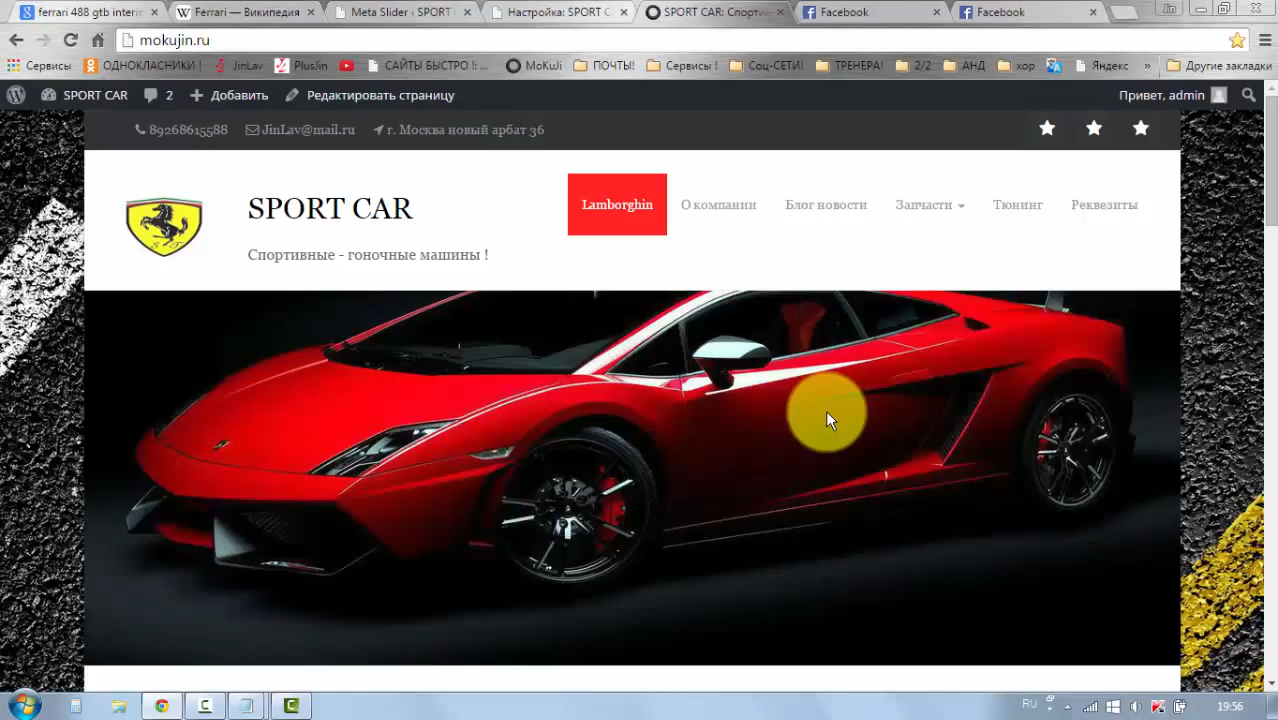 ferrari 488 gtb interi
Ferrari — Википедия
Meta Slider ‹ SPORT
Настройка: SPORT C
SPORT CAR: Спортив
Facebook
Facebook
Jin
mokujin.ru
Сервисы
ОДНОКЛАСНИКИ !
JinLav
PlusJin
САЙТЫ БЫСТРО !: ...
MoKuJi
ПОЧТЫ!
Сервисы !
Соц-СЕТИ!
ТРЕНЕРА!
2/2
АНД
хор
Яндекс
»
Другие закладки
SPORT CAR
2
Добавить
Редактировать страницу
Привет, admin
89268615588
JinLav@mail.ru
г. Москва новый арбат 36
S T
SPORT CAR
Спортивные - гоночные машины !
Lamborghin
О компании
Блог новости
Запчасти
Тюнинг
Реквезиты
RU
19:56